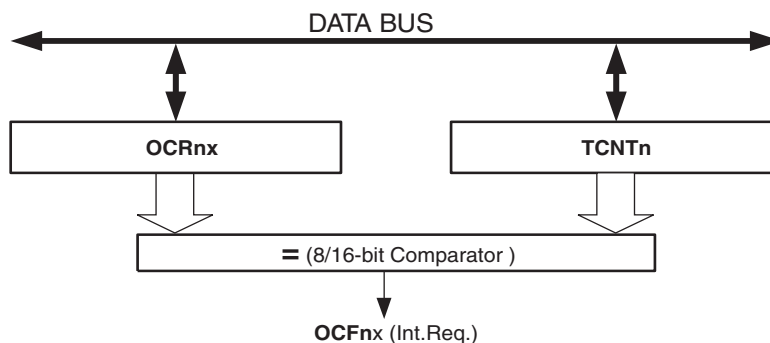 DATA BUS
OCRnx
TCNTn
= (8/16-bit Comparator )
OCFnx (Int.Req.)